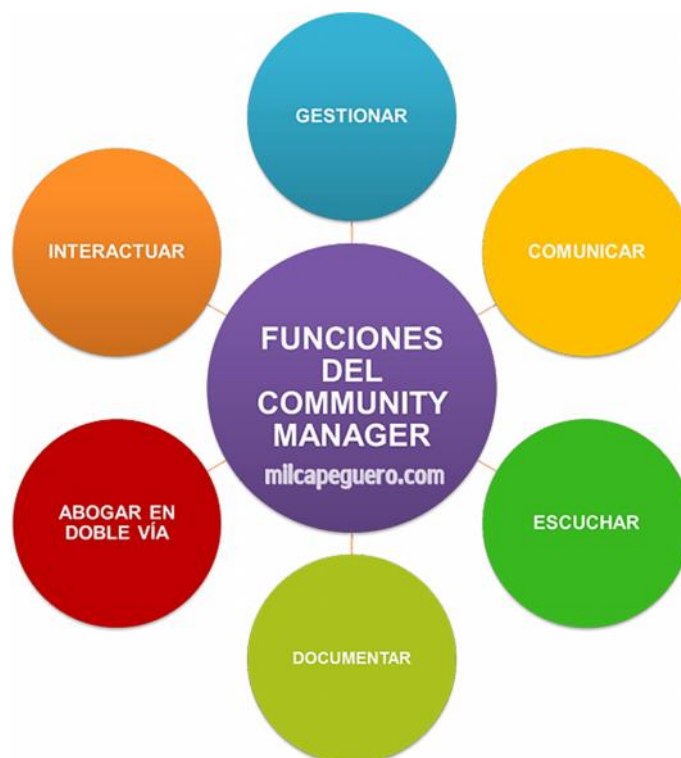 GESTIONAR
COMUNICAR
ESCUCHAR
DOCUMENTAR
ABOGAR EN
DOBLE VÍA
INTERACTUAR
FUNCIONES
DEL
COMMUNITY
MANAGER
milcapeguero.com